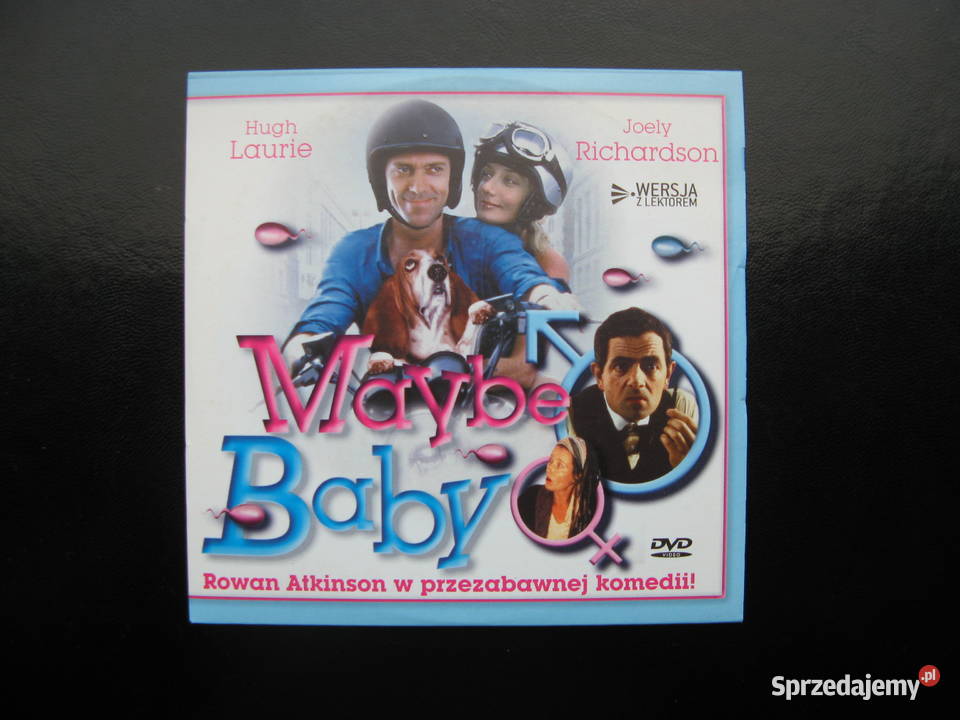 Hugh
Laurie
Joely
Richardson
WERSJA
Z LEKTOREM
Maybe
Baby
DVD
VIDEO
Rowan Atkinson w przezabawnej komedii!
Sprzedajemy.pl